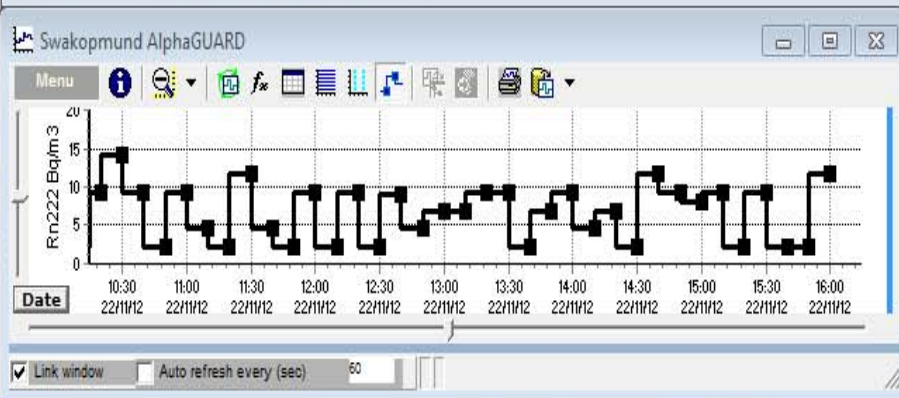 Swakopmund AlphaGUARD
Menu
Rn222 Bq/m3
20
15
10
5
0
10:30 11:00 11:30 12:00 12:30 13:00 13:30 14:00 14:30 15:00 15:30 16:00
22/11/12 22/11/12 22/11/12 22/11/12 22/11/12 22/11/12 22/11/12 22/11/12 22/11/12 22/11/12 22/11/12 22/11/12
Date
Link window Auto refresh every (sec) 60